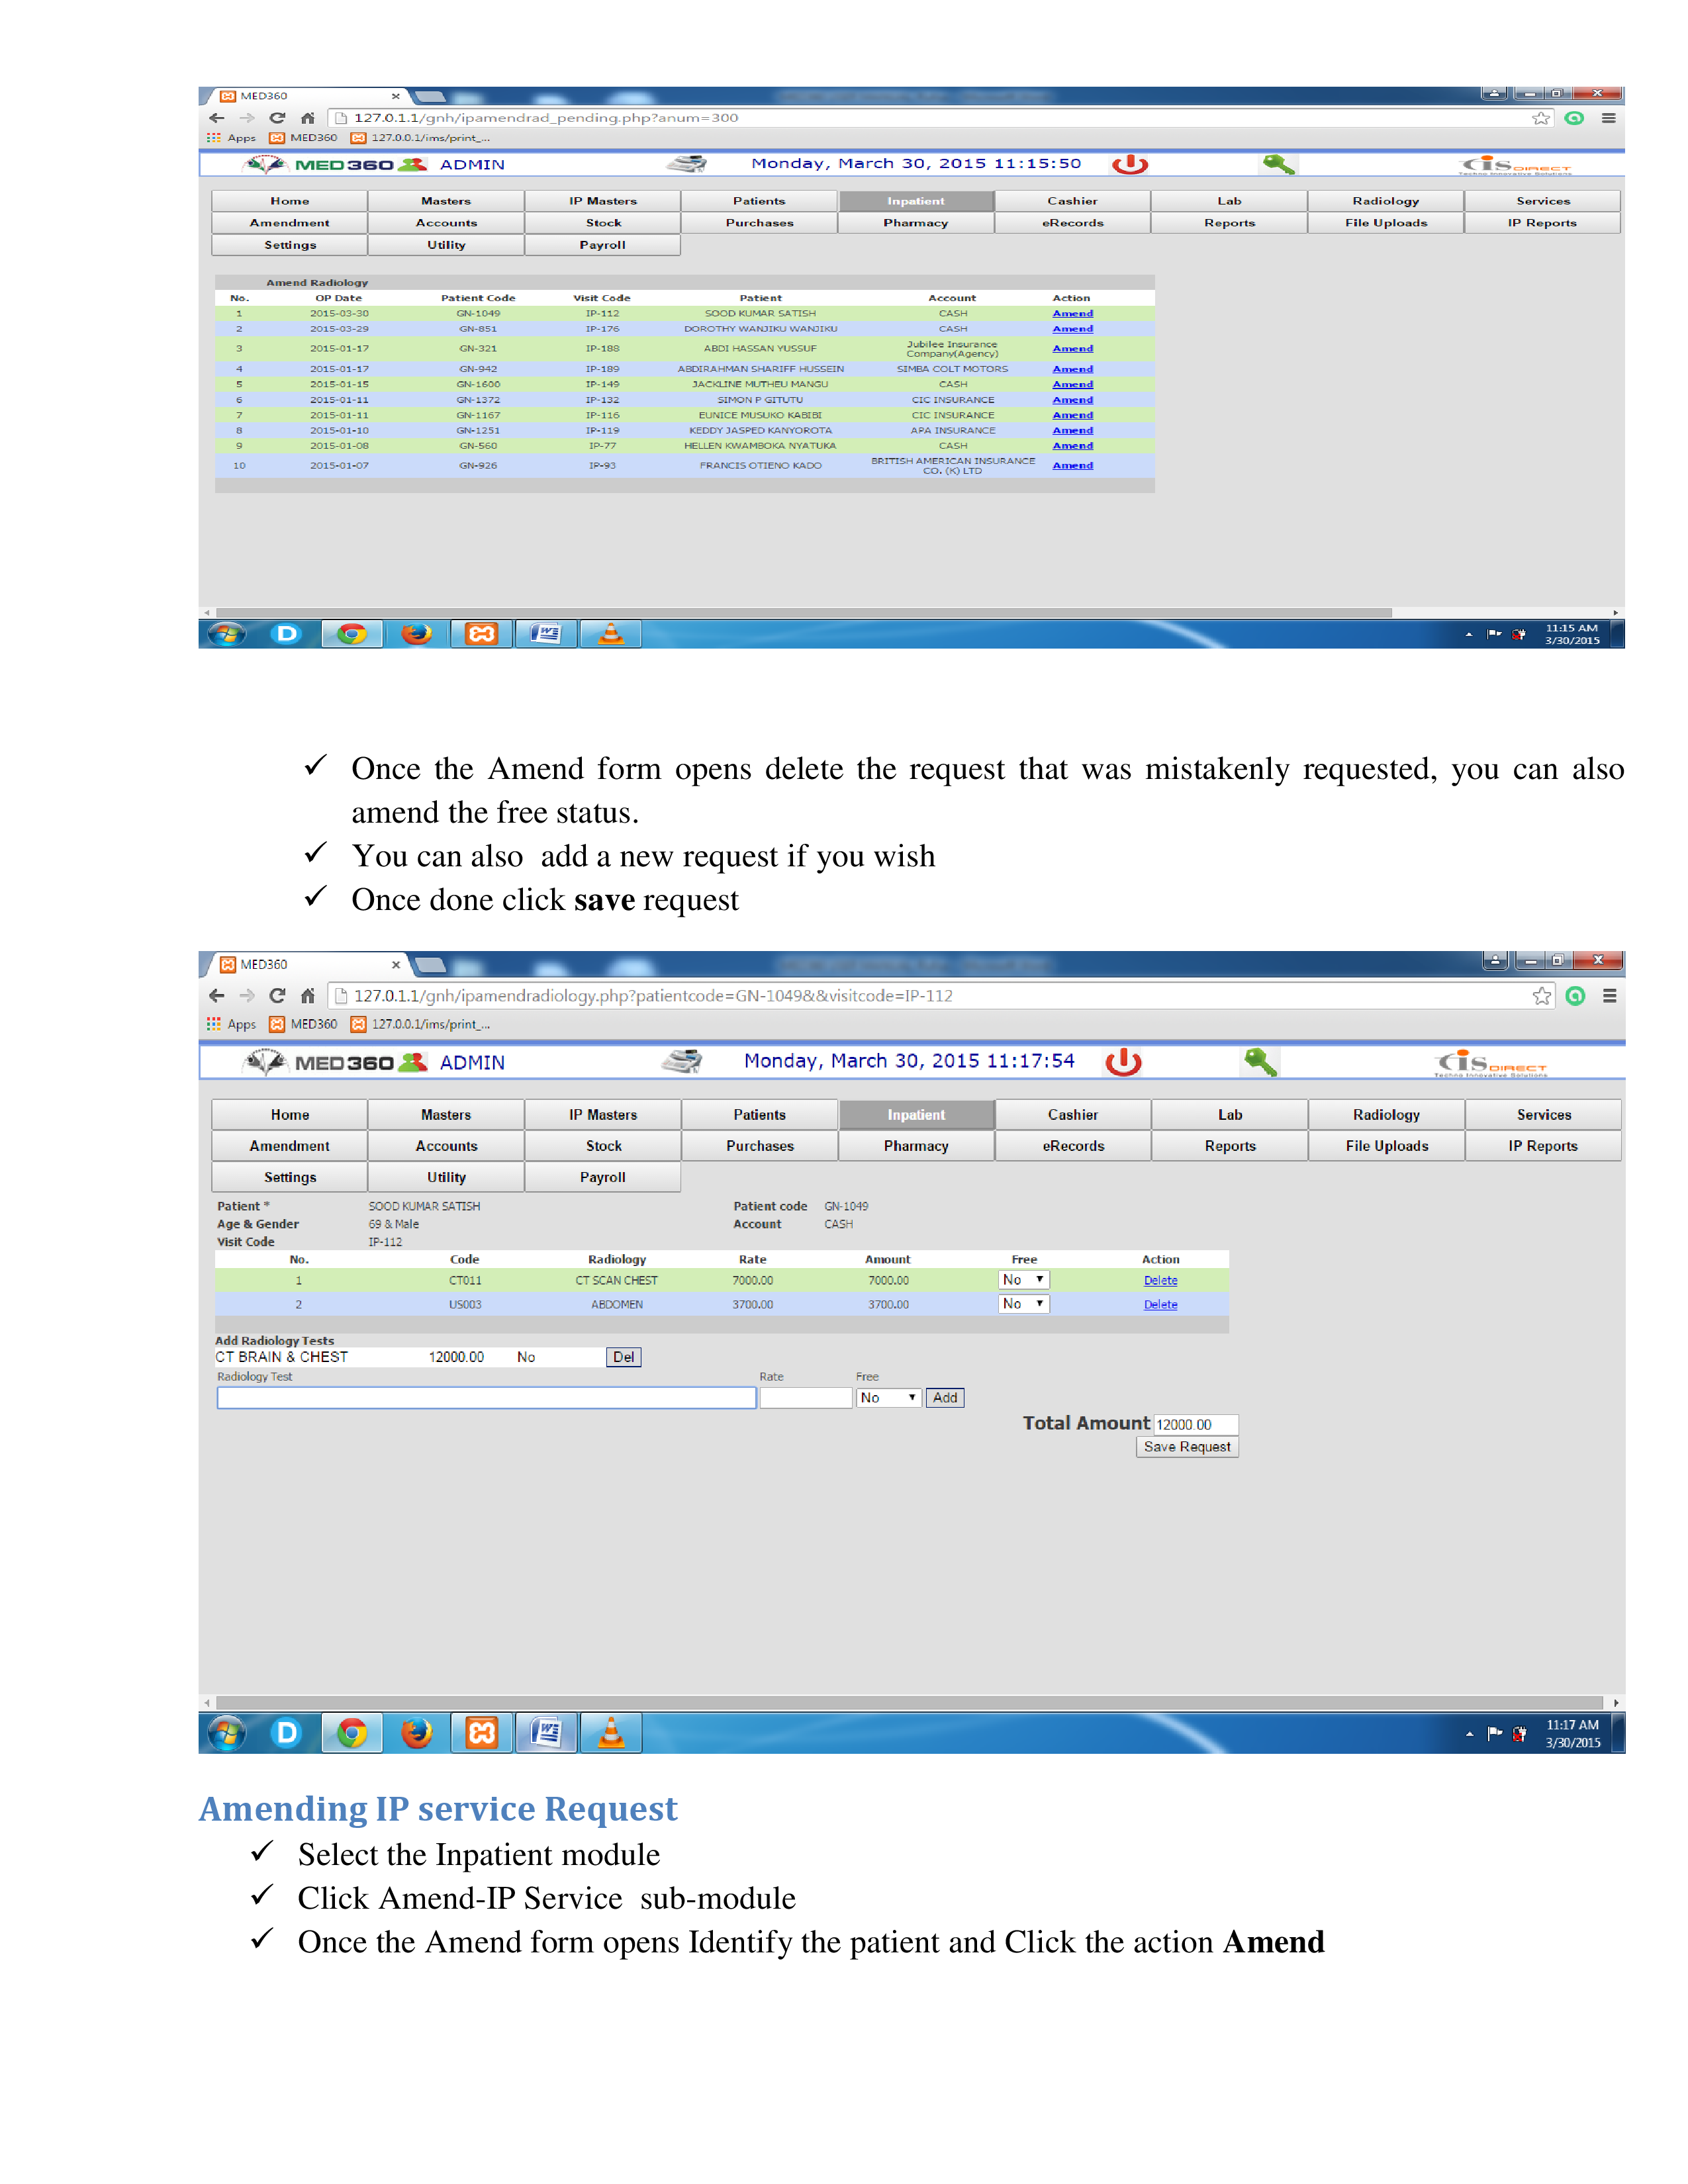 MED360
127.0.1.1/gnh/ipamendrad_pending.php?anum=300
Apps MED360 127.0.0.1/ims/print_...
MED360 ADMIN Monday, March 30, 2015 11:15:50 CIS DIRECT
Techno Innovative Solutions
Home Masters IP Masters Patients Inpatient Cashier Lab Radiology Services
Amendment Accounts Stock Purchases Pharmacy eRecords Reports File Uploads IP Reports
Settings Utility Payroll
Amend Radiology
No. OP Date Patient Code Visit Code Patient Account Action
1 2015-03-30 GN-1049 IP-112 SOOD KUMAR SATISH CASH Amend
2 2015-03-29 GN-851 IP-176 DOROTHY WANJIKU WANJIKU CASH Amend
3 2015-01-17 GN-321 IP-188 ABDI HASSAN YUSSUF Jubilee Insurance Company(Agency) Amend
4 2015-01-17 GN-942 IP-189 ABDIRAHMAN SHARIFF HUSSEIN SIMBA COLT MOTORS Amend
5 2015-01-15 GN-1600 IP-149 JACKLINE MUTHEU MANGU CASH Amend
6 2015-01-11 GN-1372 IP-132 SIMON P GITUTU CIC INSURANCE Amend
7 2015-01-11 GN-1167 IP-116 EUNICE MUSUKO KABIBI CIC INSURANCE Amend
8 2015-01-10 GN-1251 IP-119 KEDDY JASPED KANYOROTA APA INSURANCE Amend
9 2015-01-08 GN-560 IP-77 HELLEN KWAMBOKA NYATUKA CASH Amend
10 2015-01-07 GN-926 IP-93 FRANCIS OTIENO KADO BRITISH AMERICAN INSURANCE CO. (K) LTD Amend
11:15 AM
3/30/2015
✓ Once the Amend form opens delete the request that was mistakenly requested, you can also
amend the free status.
✓ You can also add a new request if you wish
✓ Once done click save request
MED360
127.0.1.1/gnh/ipamendradiology.php?patientcode=GN-1049&&visitcode=IP-112
Apps MED360 127.0.0.1/ims/print_...
MED360 ADMIN Monday, March 30, 2015 11:17:54 CIS DIRECT
Techno Innovative Solutions
Home Masters IP Masters Patients Inpatient Cashier Lab Radiology Services
Amendment Accounts Stock Purchases Pharmacy eRecords Reports File Uploads IP Reports
Settings Utility Payroll
Patient * SOOD KUMAR SATISH Patient code GN-1049
Age & Gender 69 & Male Account CASH
Visit Code IP-112
No. Code Radiology Rate Amount Free Action
1 CT011 CT SCAN CHEST 7000.00 7000.00 No Delete
2 US003 ABDOMEN 3700.00 3700.00 No Delete
Add Radiology Tests
CT BRAIN & CHEST 12000.00 No Del
Radiology Test Rate Free
No Add
Total Amount 12000.00
Save Request
11:17 AM
3/30/2015
Amending IP service Request
✓ Select the Inpatient module
✓ Click Amend-IP Service sub-module
✓ Once the Amend form opens Identify the patient and Click the action Amend